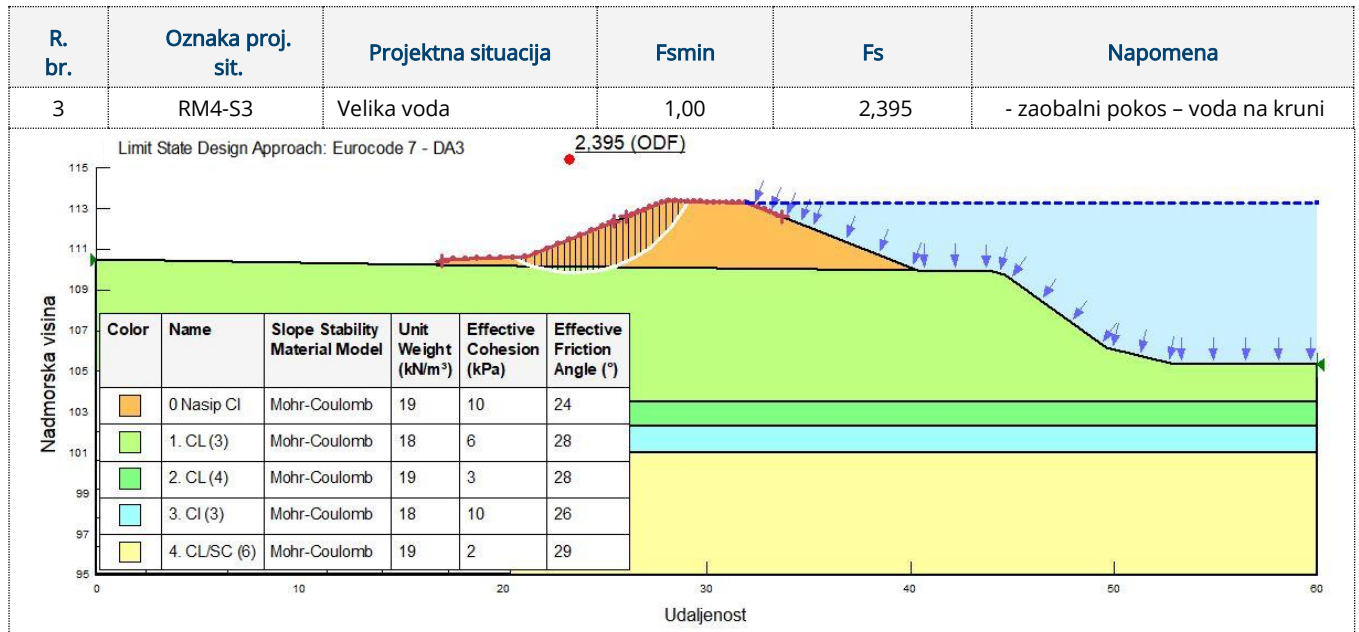 R. br. Oznaka proj. sit. Projektna situacija Fsmin Fs Napomena
3 RM4-S3 Velika voda 1,00 2,395 - zaobalni pokos – voda na kruni
Limit State Design Approach: Eurocode 7 - DA3
2,395 (ODF)
115
113
111
109
107
105
103
101
99
97
95
Nadmorska visina
Color Name Slope Stability Material Model Unit Weight (kN/m³) Effective Cohesion (kPa) Effective Friction Angle (°)
0 Nasip CI Mohr-Coulomb 19 10 24
1. CL (3) Mohr-Coulomb 18 6 28
2. CL (4) Mohr-Coulomb 19 3 28
3. CI (3) Mohr-Coulomb 18 10 26
4. CL/SC (6) Mohr-Coulomb 19 2 29
0 10 20 30 40 50 60
Udaljenost